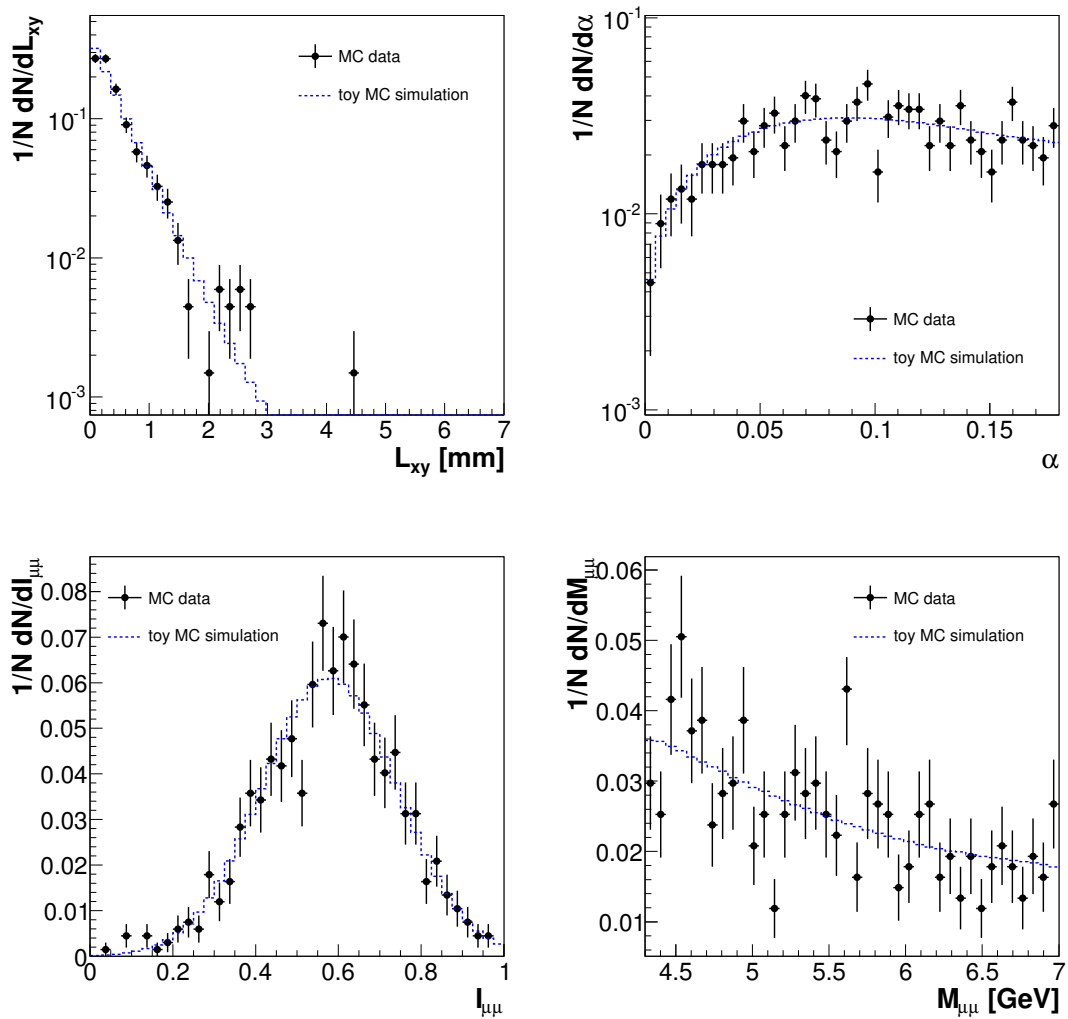 1/N dN/dL_xy
10^-1
10^-2
10^-3
MC data
toy MC simulation
0 1 2 3 4 5 6 7
L_xy [mm]
1/N dN/dα
10^-1
10^-2
10^-3
MC data
toy MC simulation
0 0.05 0.1 0.15
α
1/N dN/dI_μμ
0.08
0.07
0.06
0.05
0.04
0.03
0.02
0.01
0
MC data
toy MC simulation
0 0.2 0.4 0.6 0.8 1
I_μμ
1/N dN/dM_μμ
0.06
0.05
0.04
0.03
0.02
0.01
MC data
toy MC simulation
4.5 5 5.5 6 6.5 7
M_μμ [GeV]